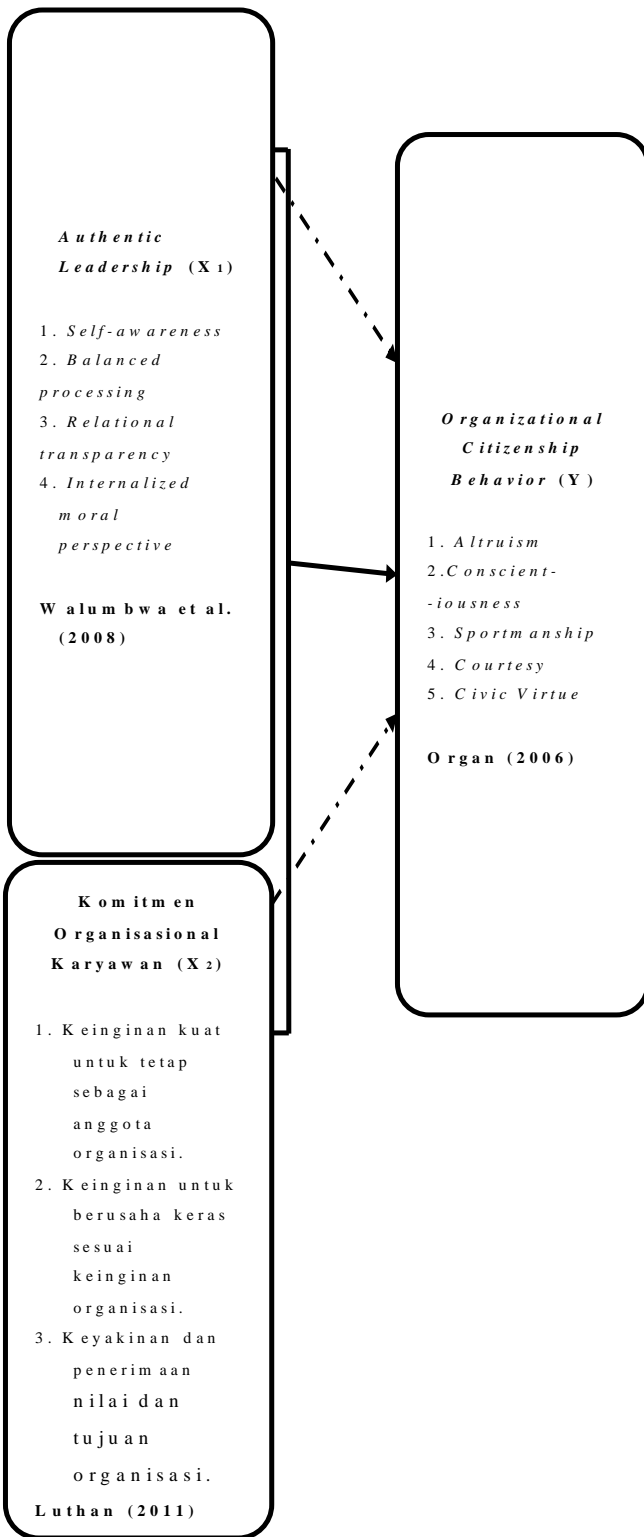 Authentic
Leadership (X1)
1. Self-awareness
2. Balanced
processing
3. Relational
transparency
4. Internalized
moral
perspective
Walumbwa et al.
(2008)
Organizational
Citizenship
Behavior (Y)
1. Altruism
2.Conscient-
-iousness
3. Sportmanship
4. Courtesy
5. Civic Virtue
Organ (2006)
Komitmen
Organisasional
Karyawan (X2)
1. Keinginan kuat
untuk tetap
sebagai
anggota
organisasi.
2. Keinginan untuk
berusaha keras
sesuai
keinginan
organisasi.
3. Keyakinan dan
penerimaan
nilai dan
tujuan
organisasi.
Luthan (2011)